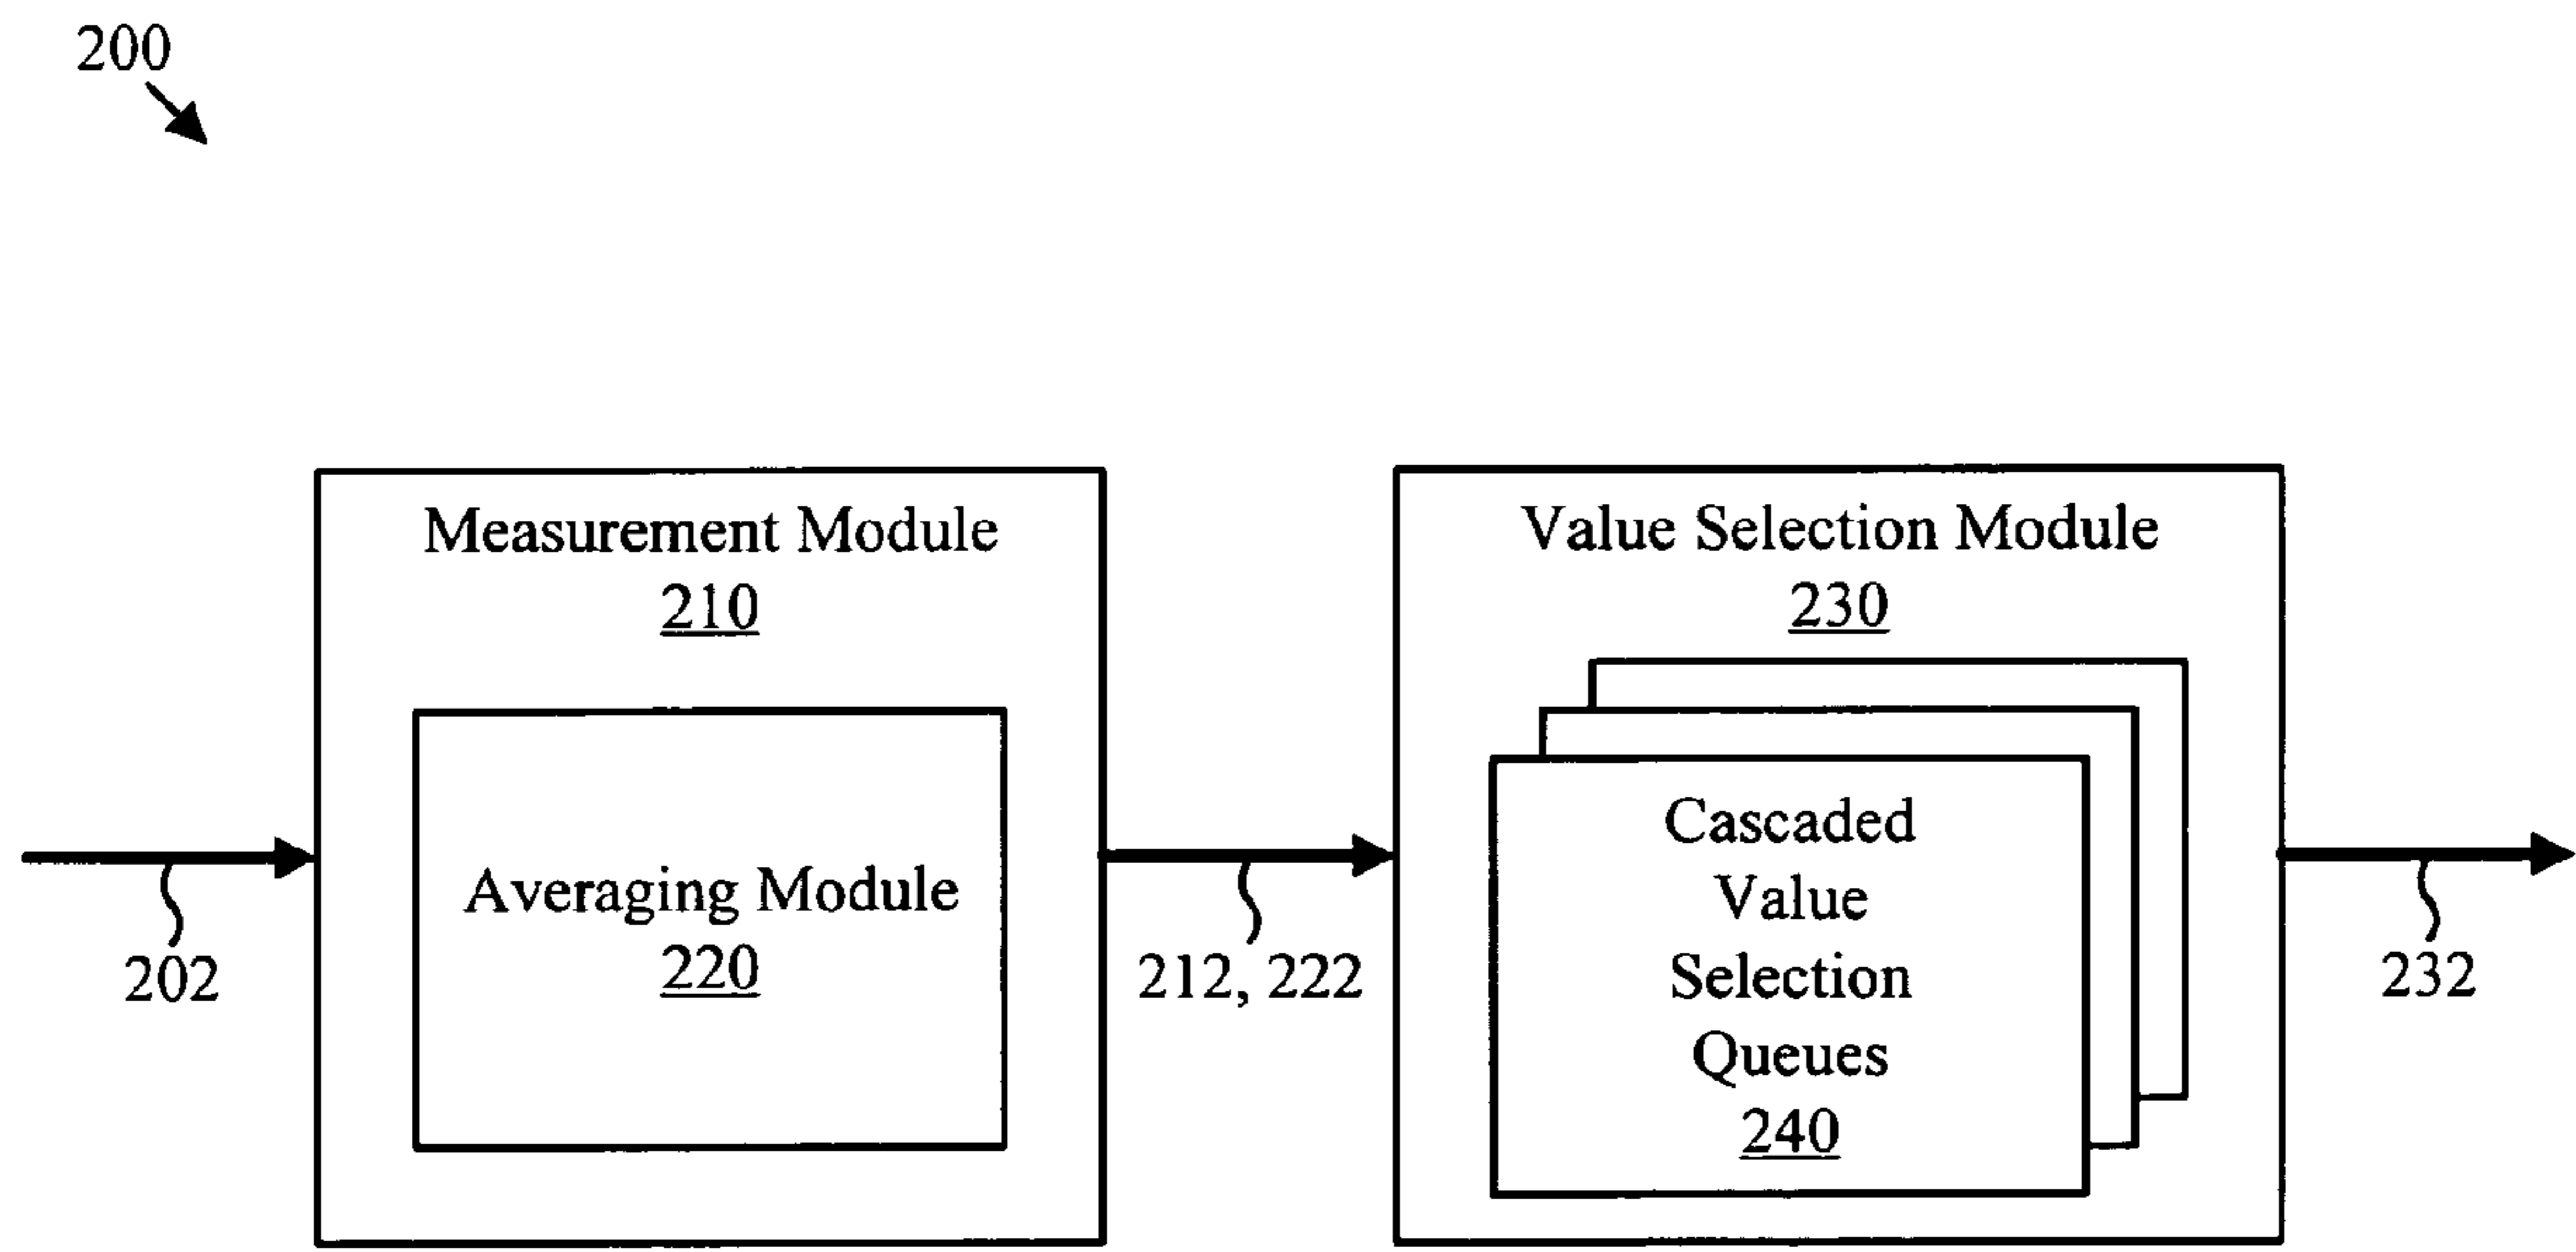 200
Measurement Module
210
Averaging Module
220
Value Selection Module
230
Cascaded
Value
Selection
Queues
240
202
212, 222
232